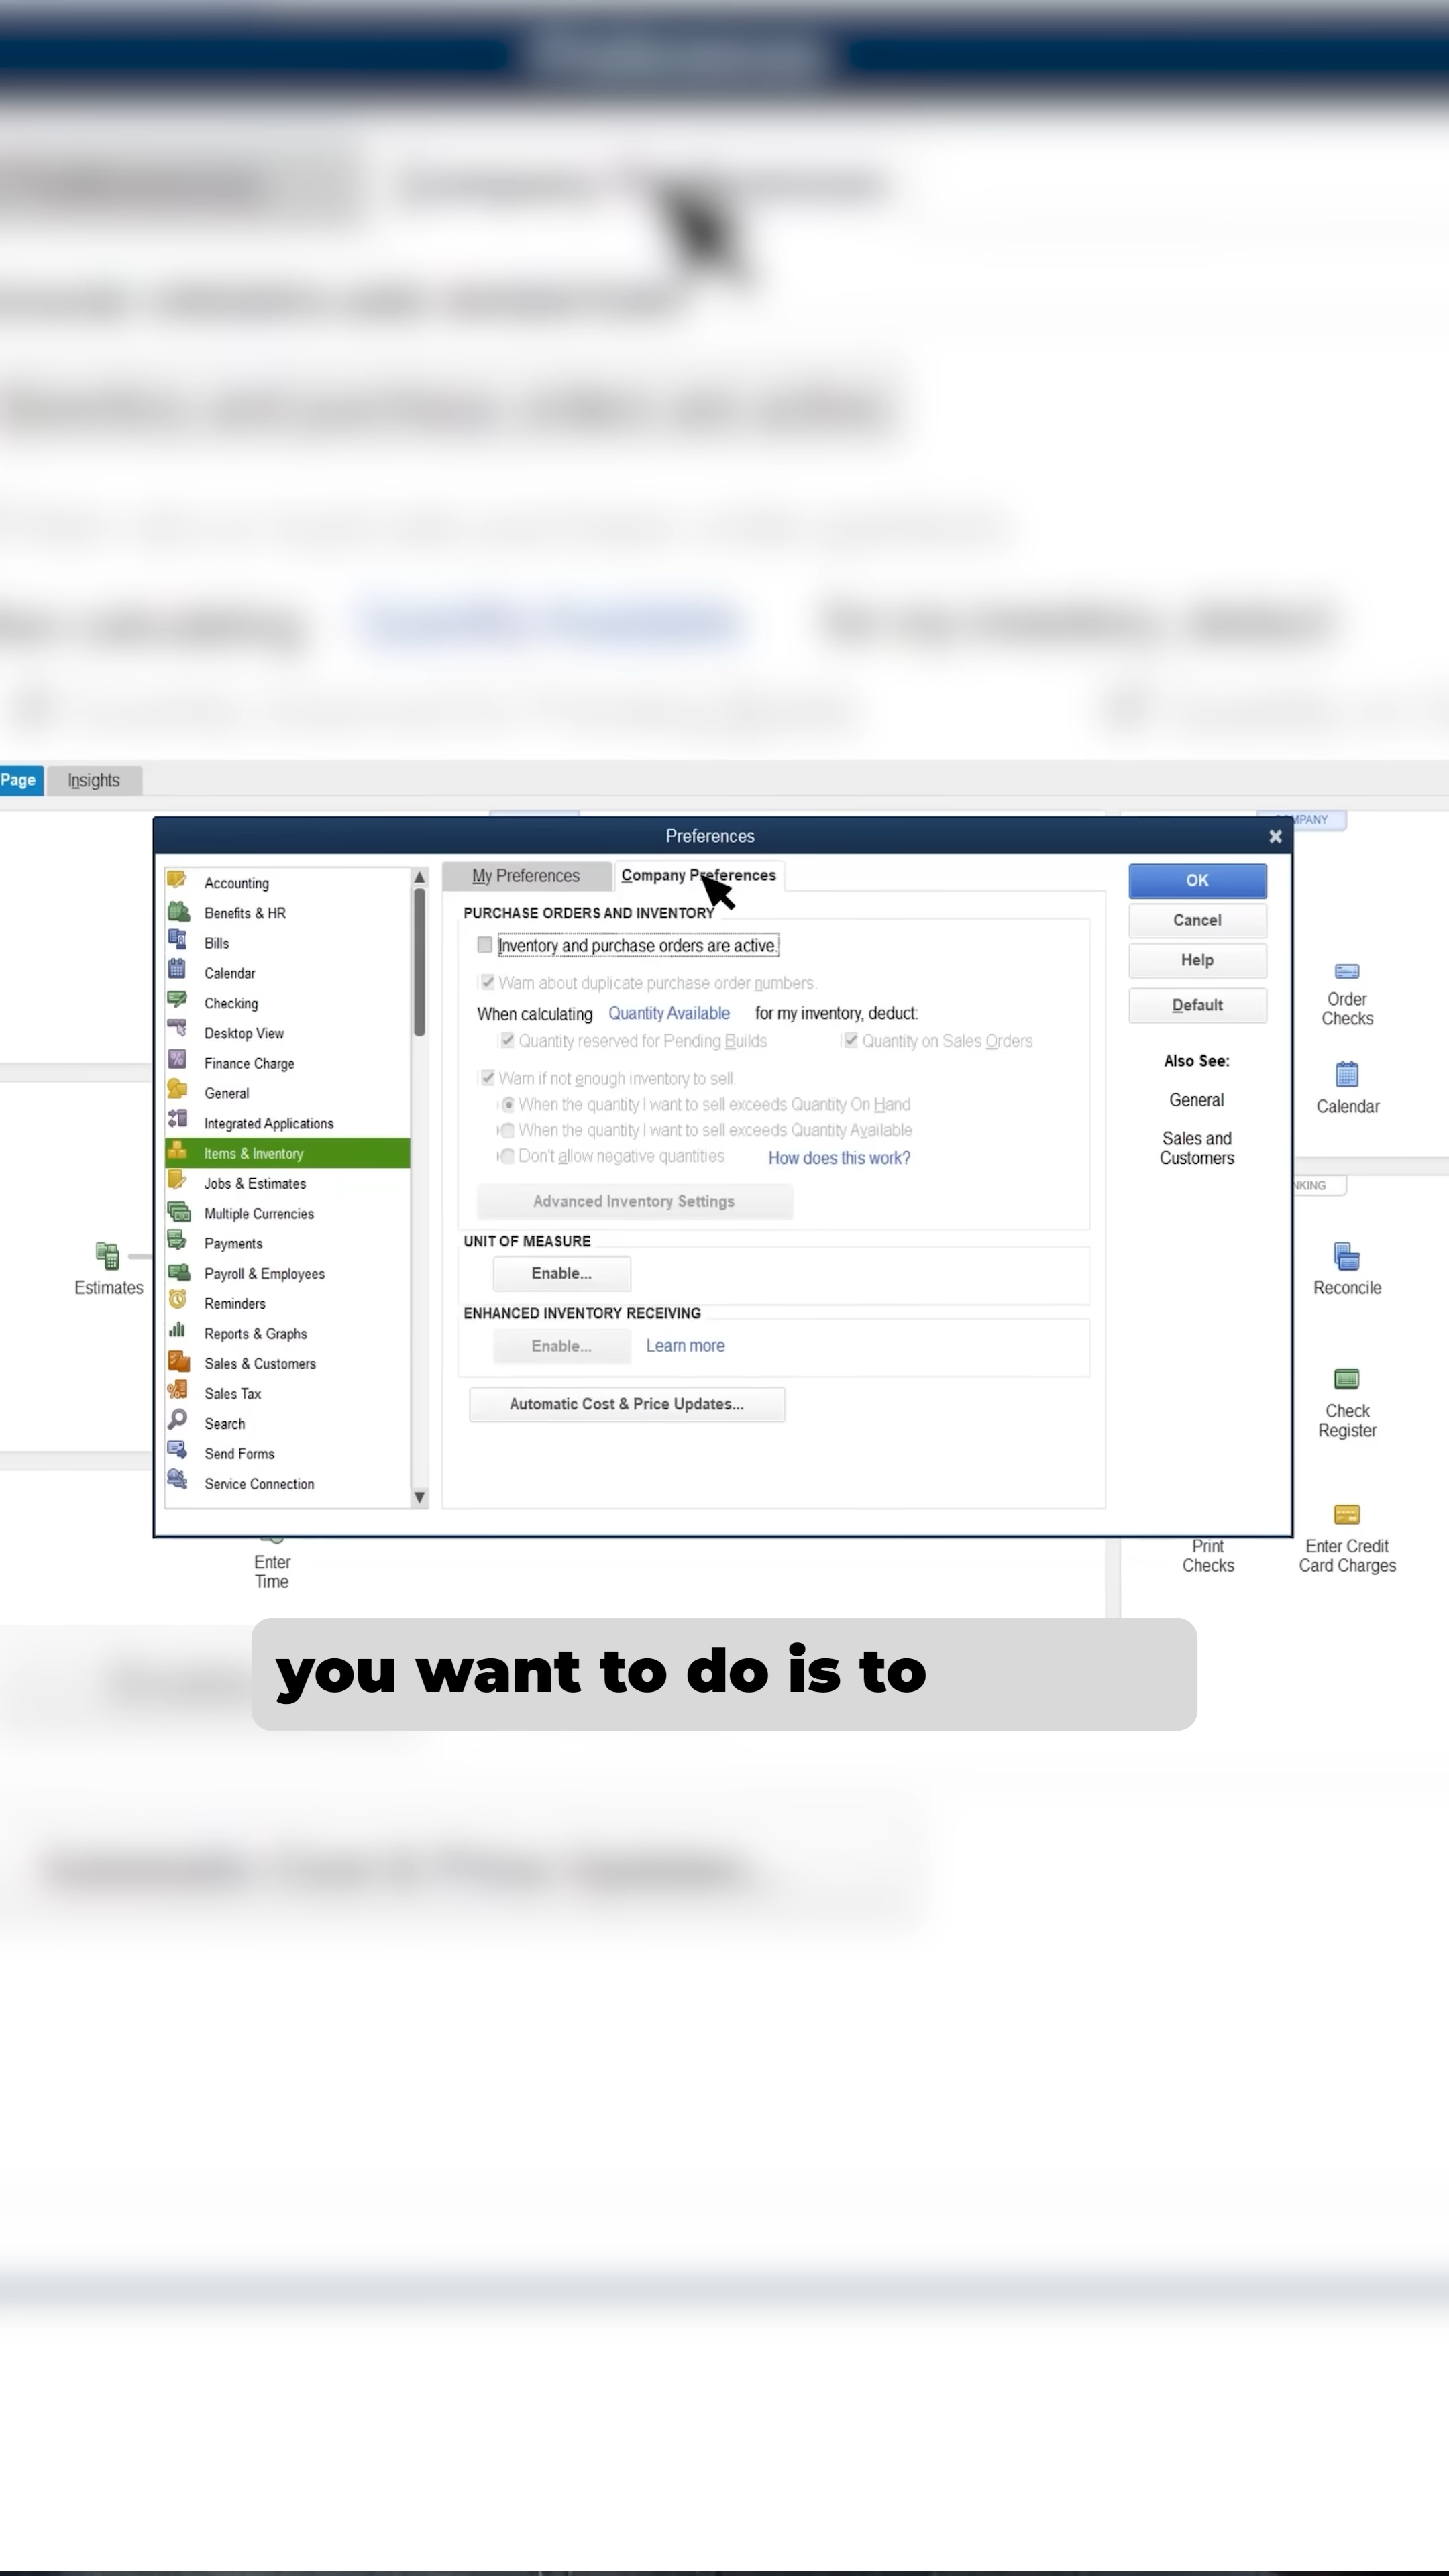 Page
Insights
COMPANY
Preferences
Accounting
Benefits & HR
Bills
Calendar
Checking
Desktop View
Finance Charge
General
Integrated Applications
Items & Inventory
Jobs & Estimates
Multiple Currencies
Payments
Payroll & Employees
Reminders
Reports & Graphs
Sales & Customers
Sales Tax
Search
Send Forms
Service Connection
My Preferences
Company Preferences
PURCHASE ORDERS AND INVENTORY
Inventory and purchase orders are active.
Warn about duplicate purchase order numbers.
When calculating Quantity Available for my inventory, deduct:
Quantity reserved for Pending Builds
Quantity on Sales Orders
Warn if not enough inventory to sell
When the quantity I want to sell exceeds Quantity On Hand
When the quantity I want to sell exceeds Quantity Available
Don't allow negative quantities
How does this work?
Advanced Inventory Settings
UNIT OF MEASURE
Enable...
ENHANCED INVENTORY RECEIVING
Enable...
Learn more
Automatic Cost & Price Updates...
OK
Cancel
Help
Default
Also See:
General
Sales and
Customers
Order
Checks
Calendar
NKING
Estimates
Reconcile
Check
Register
Enter
Time
Print
Checks
Enter Credit
Card Charges
you want to do is to